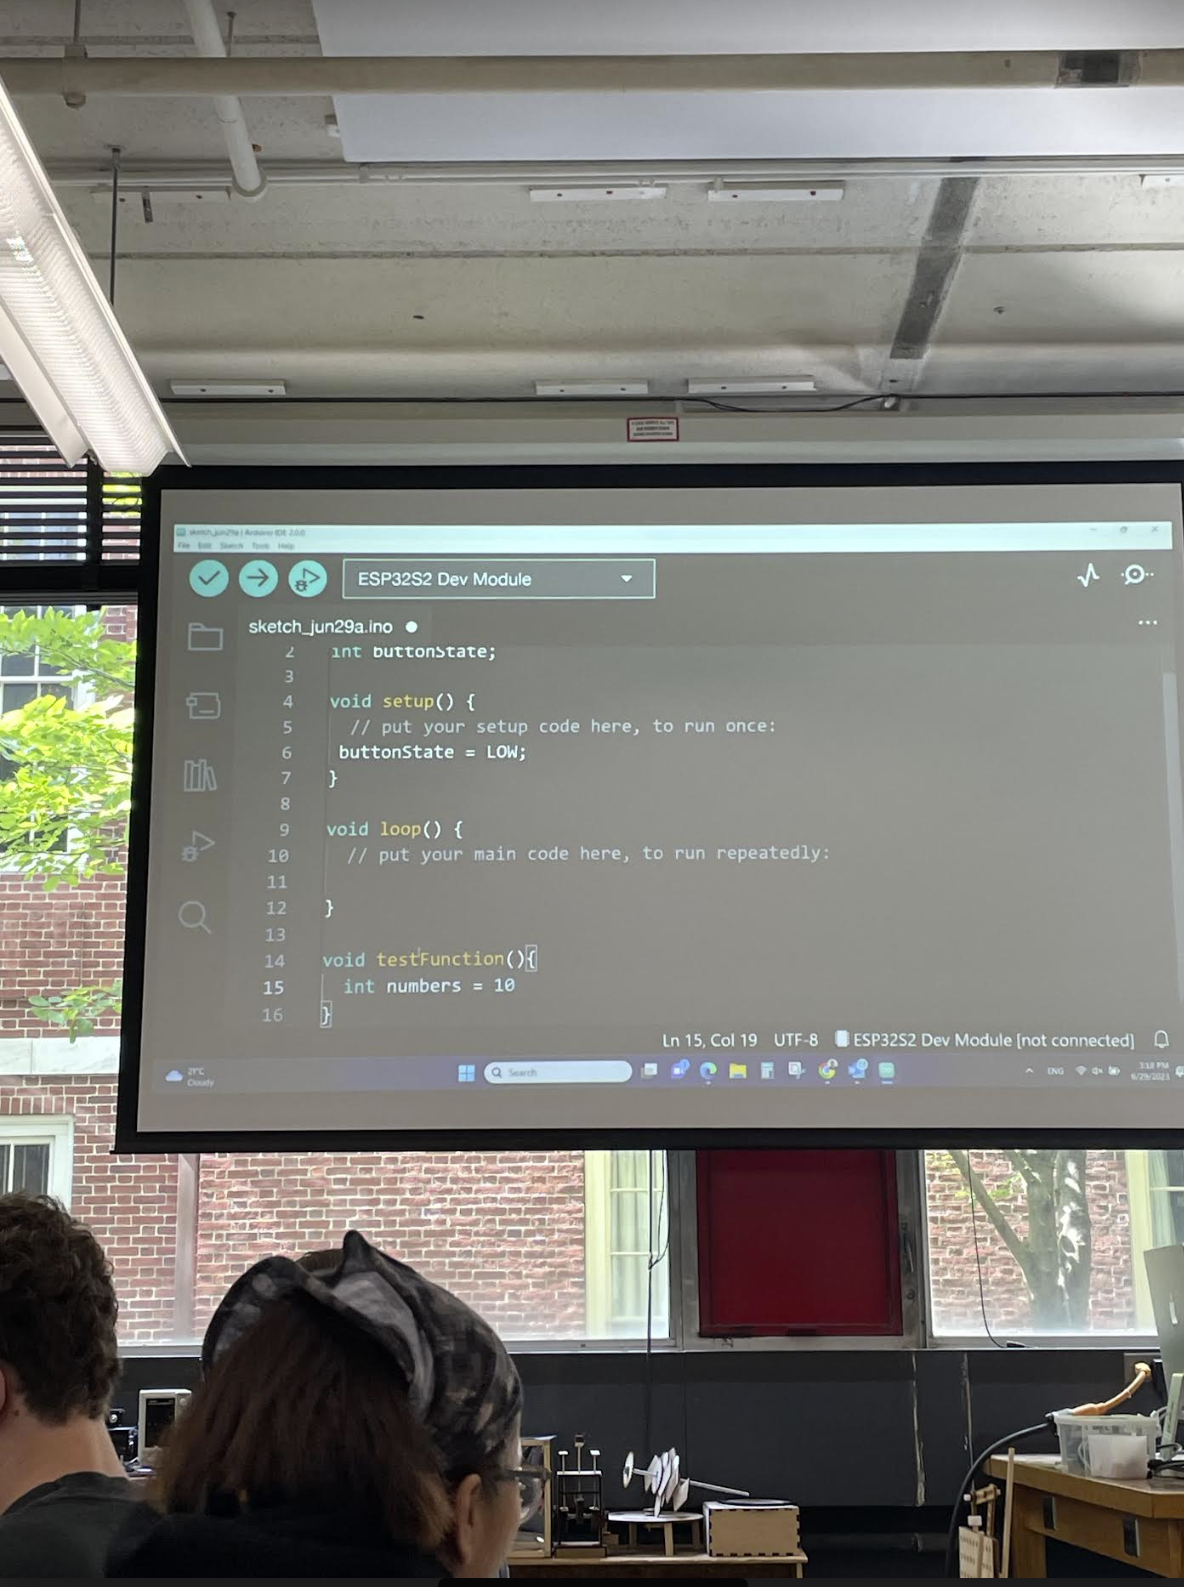 sketch_jun29a | Arduino IDE 2.0.0
File Edit Sketch Tools Help
ESP32S2 Dev Module
sketch_jun29a.ino
2 int buttonState;
3
4 void setup() {
5 // put your setup code here, to run once:
6 buttonState = LOW;
7 }
8
9 void loop() {
10 // put your main code here, to run repeatedly:
11
12 }
13
14 void testFunction(){
15 int numbers = 10
16 }
Ln 15, Col 19 UTF-8 ESP32S2 Dev Module [not connected]
21°C
Cloudy
Search
ENG
3:18 PM
6/29/2023